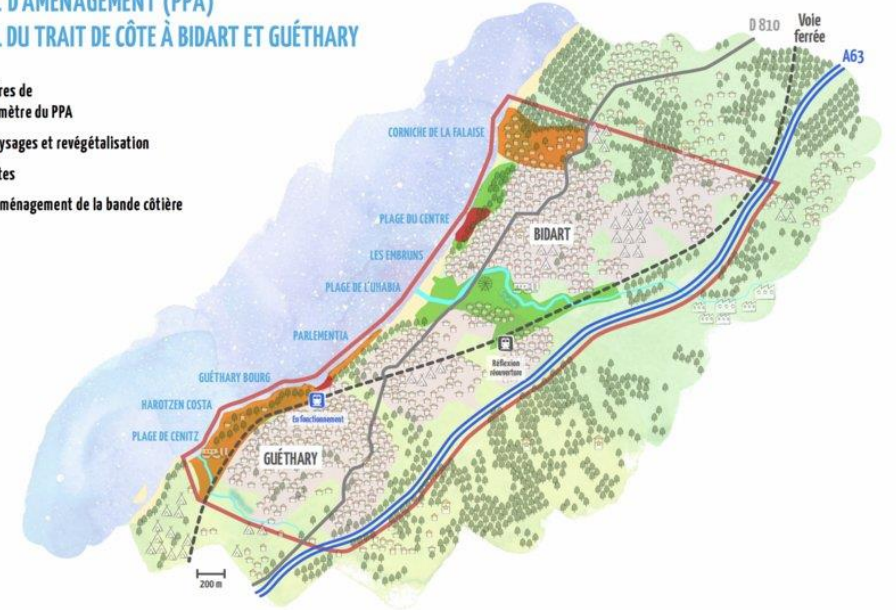 D'AMÉNAGEMENT (PPA)
DU TRAIT DE CÔTE À BIDART ET GUÉTHARY
res de
mètre du PPA
ysages et revégétalisation
tes
ménagement de la bande côtière
D 810
Voie
ferrée
A63
CORNICHE DE LA FALAISE
PLAGE DU CENTRE
BIDART
LES EMBRUNS
PLAGE DE L'UHABIA
PARLEMENTIA
Réflexion
réouverture
GUÉTHARY BOURG
HAROTZEN COSTA
En fonctionnement
PLAGE DE CENITZ
GUÉTHARY
200 m